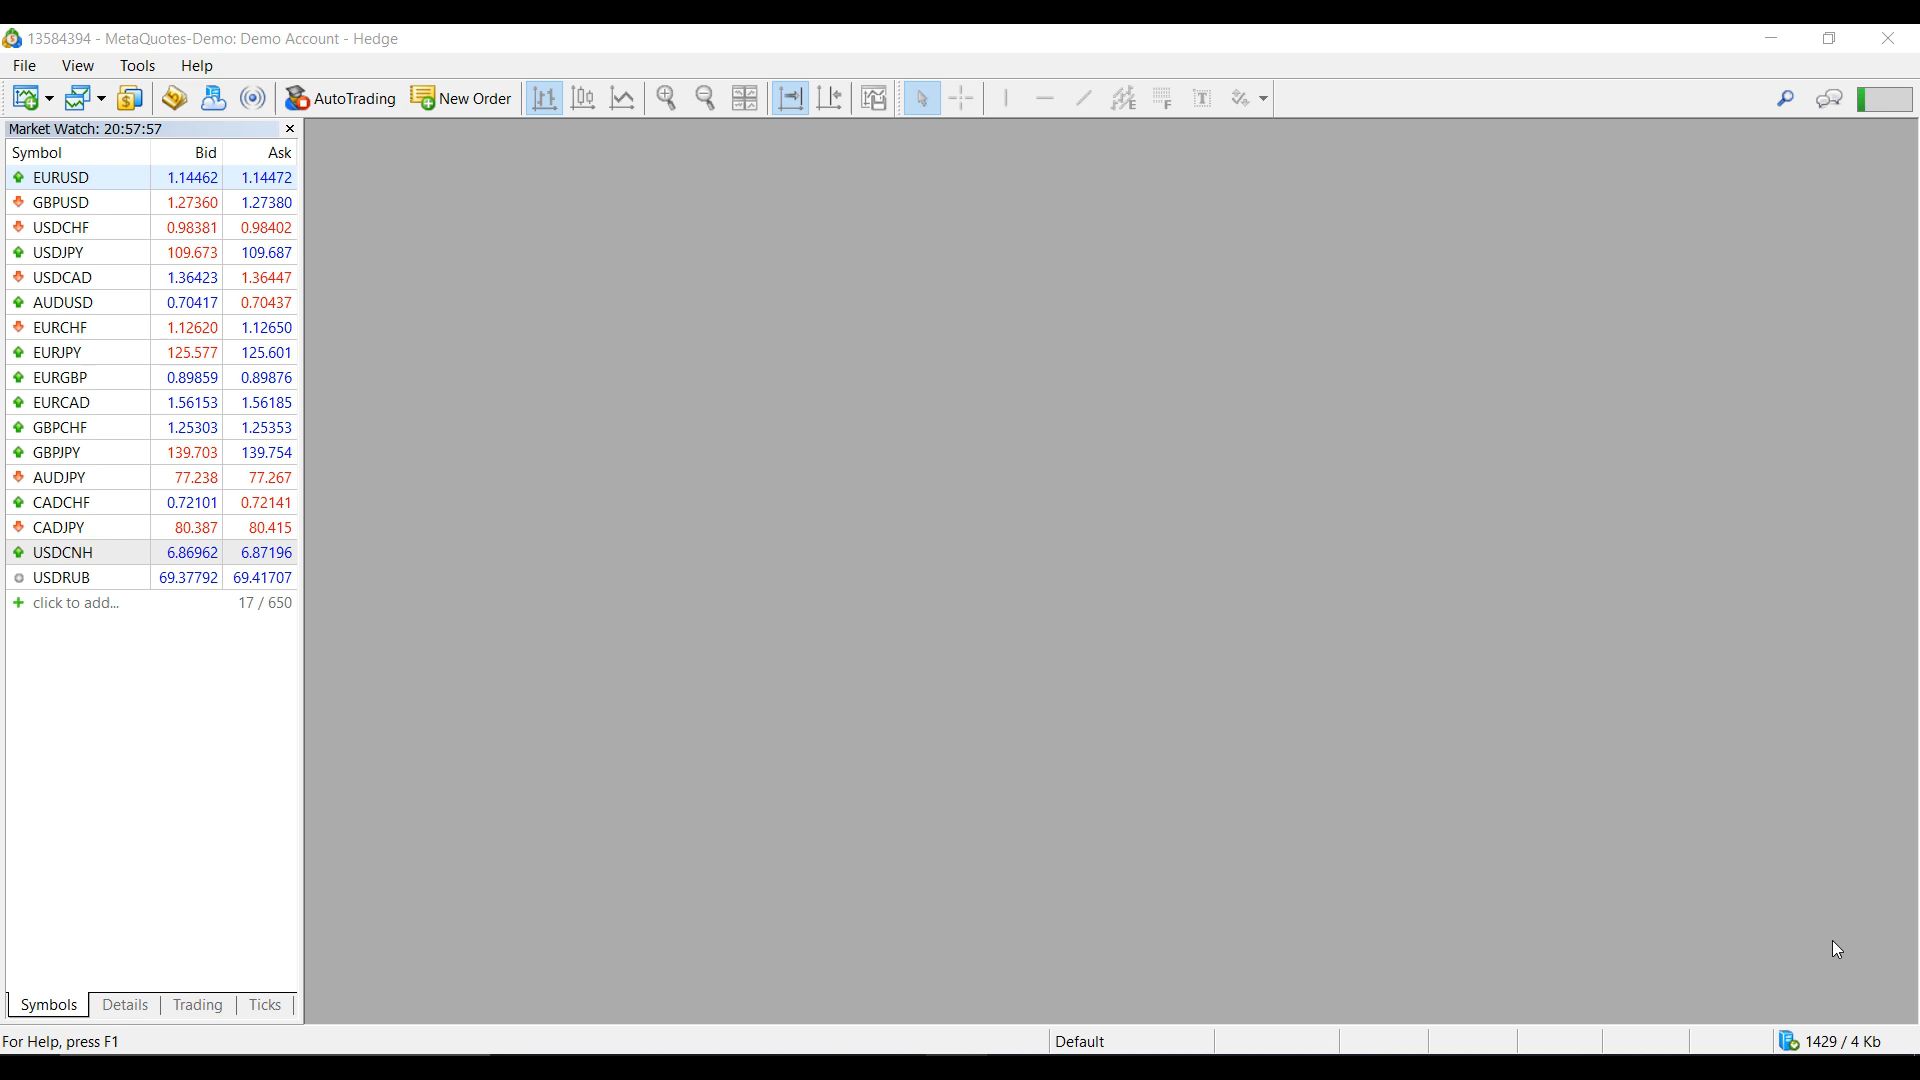 13584394 - MetaQuotes-Demo: Demo Account - Hedge
File View Tools Help
AutoTrading New Order E F T
Market Watch: 20:57:57
Symbol Bid Ask
EURUSD 1.14462 1.14472
GBPUSD 1.27360 1.27380
USDCHF 0.98381 0.98402
USDJPY 109.673 109.687
USDCAD 1.36423 1.36447
AUDUSD 0.70417 0.70437
EURCHF 1.12620 1.12650
EURJPY 125.577 125.601
EURGBP 0.89859 0.89876
EURCAD 1.56153 1.56185
GBPCHF 1.25303 1.25353
GBPJPY 139.703 139.754
AUDJPY 77.238 77.267
CADCHF 0.72101 0.72141
CADJPY 80.387 80.415
USDCNH 6.86962 6.87196
USDRUB 69.37792 69.41707
click to add... 17 / 650
Symbols Details Trading Ticks
For Help, press F1 Default 1429 / 4 Kb